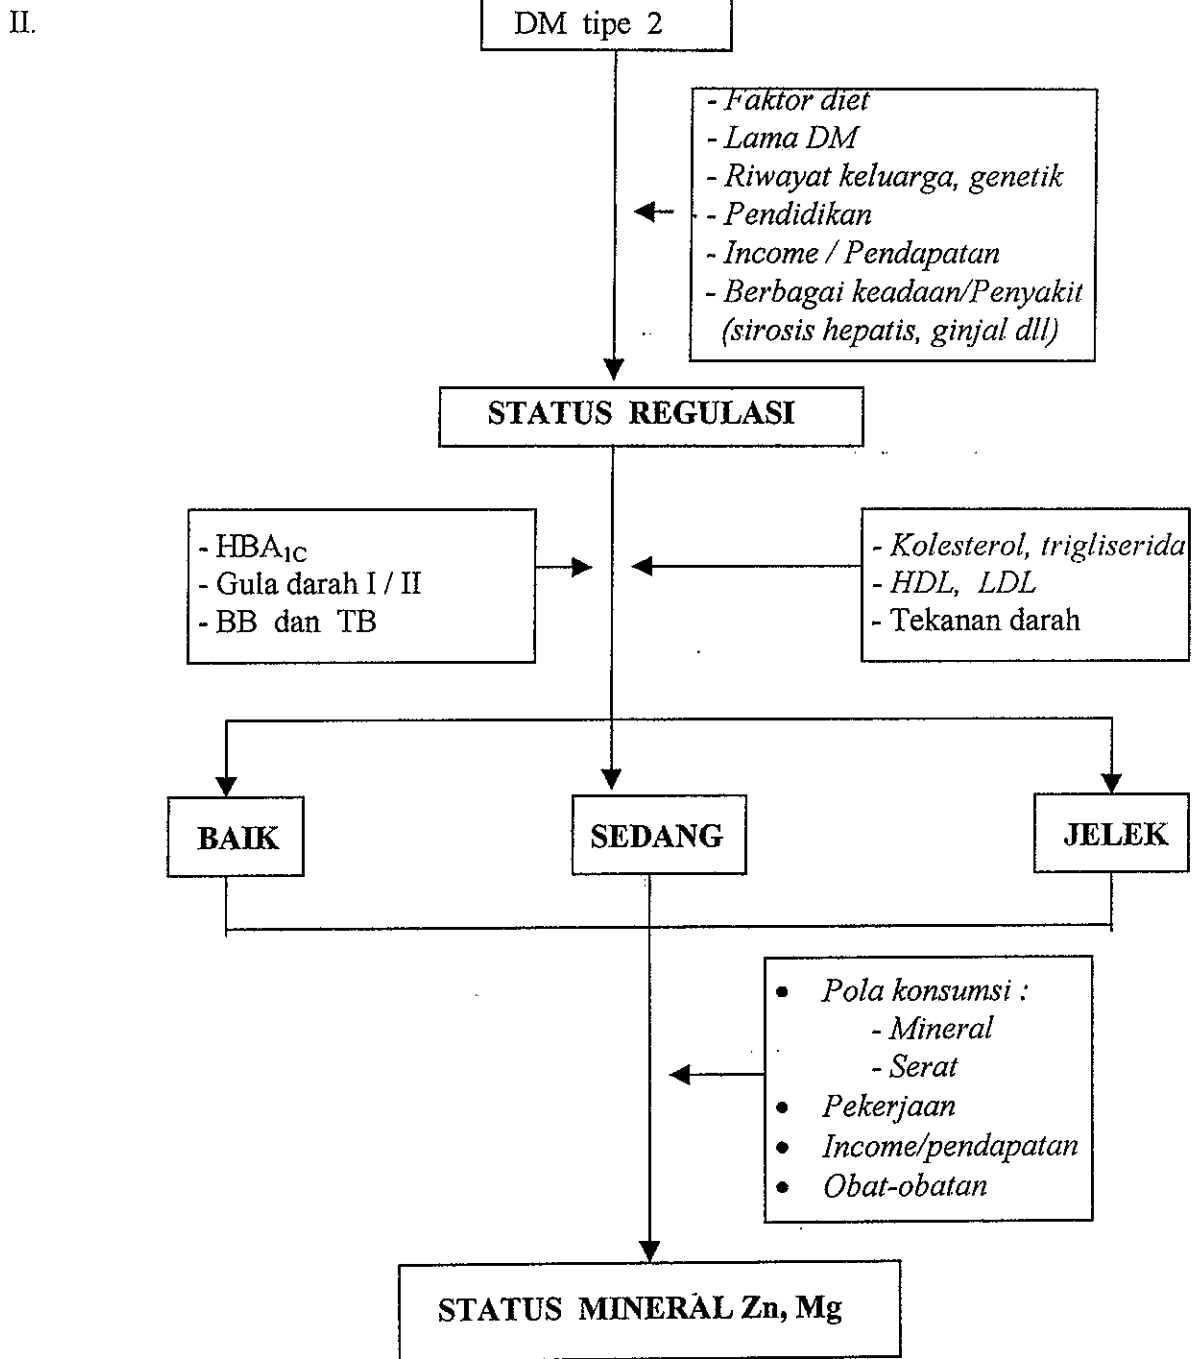 II.
DM tipe 2
- Faktor diet
- Lama DM
- Riwayat keluarga, genetik
- Pendidikan
- Income / Pendapatan
- Berbagai keadaan/Penyakit
(sirosis hepatis, ginjal dll)
STATUS REGULASI
- HBA1C
- Gula darah I / II
- BB dan TB
- Kolesterol, trigliserida
- HDL, LDL
- Tekanan darah
BAIK
SEDANG
JELEK
• Pola konsumsi :
- Mineral
- Serat
• Pekerjaan
• Income/pendapatan
• Obat-obatan
STATUS MINERAL Zn, Mg